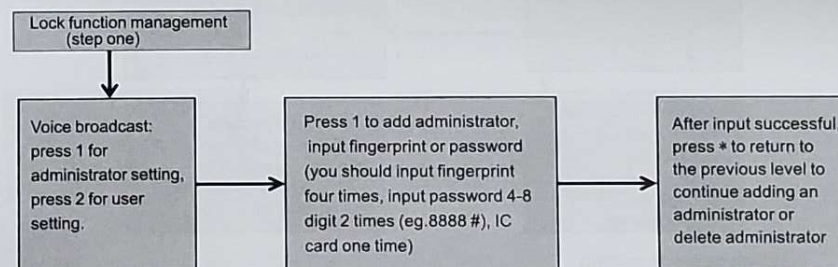 Lock function management
(step one)
Voice broadcast:
press 1 for
administrator setting,
press 2 for user
setting.
Press 1 to add administrator,
input fingerprint or password
(you should input fingerprint
four times, input password 4-8
digit 2 times (eg.8888 #), IC
card one time)
After input successful
press * to return to
the previous level to
continue adding an
administrator or
delete administrator